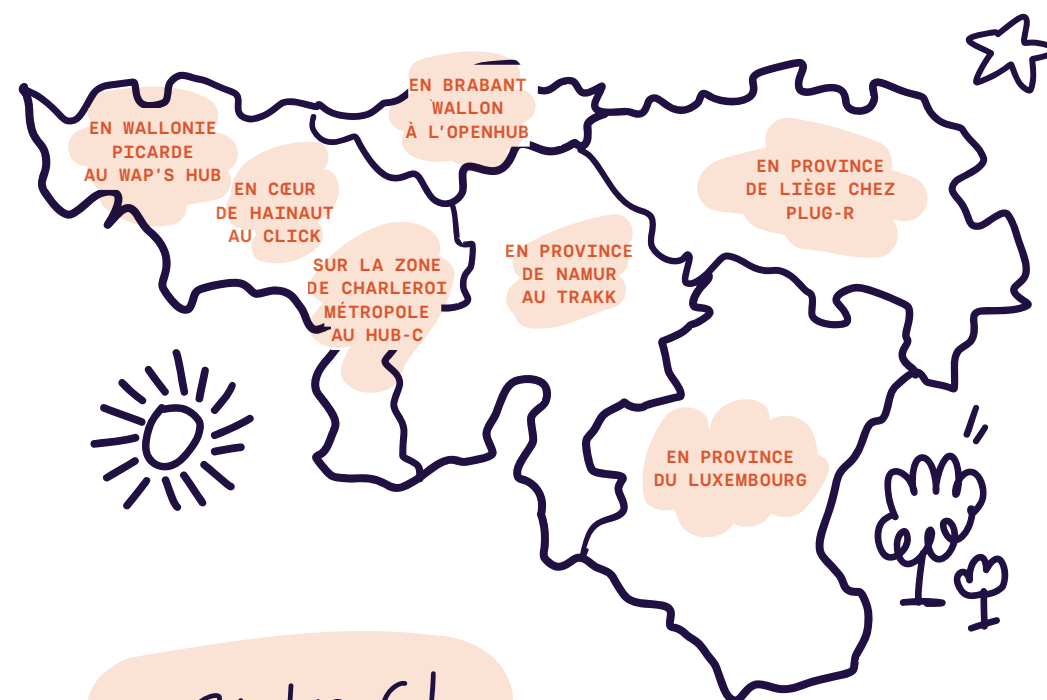 EN BRABANT
WALLON
À L'OPENHUB
EN WALLONIE
PICARDE
AU WAP'S HUB
EN CŒUR
DE HAINAUT
AU CLICK
SUR LA ZONE
DE CHARLEROI
MÉTROPOLE
AU HUB-C
EN PROVINCE
DE NAMUR
AU TRAKK
EN PROVINCE
DE LIÈGE CHEZ
PLUG-R
EN PROVINCE
DU LUXEMBOURG